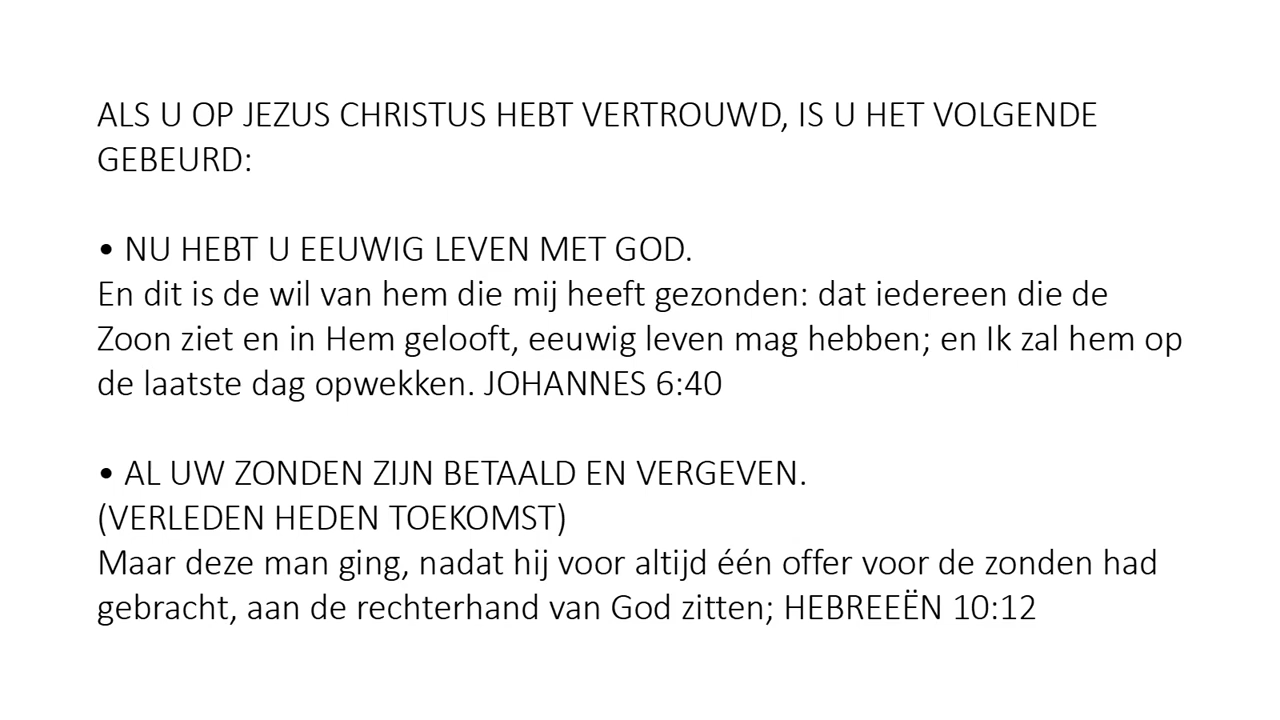 ALS U OP JEZUS CHRISTUS HEBT VERTROUWD, IS U HET VOLGENDE
GEBEURD:
• NU HEBT U EEUWIG LEVEN MET GOD.
En dit is de wil van hem die mij heeft gezonden: dat iedereen die de
Zoon ziet en in Hem gelooft, eeuwig leven mag hebben; en Ik zal hem op
de laatste dag opwekken. JOHANNES 6:40
• AL UW ZONDEN ZIJN BETAALD EN VERGEVEN.
(VERLEDEN HEDEN TOEKOMST)
Maar deze man ging, nadat hij voor altijd één offer voor de zonden had
gebracht, aan de rechterhand van God zitten; HEBREEËN 10:12